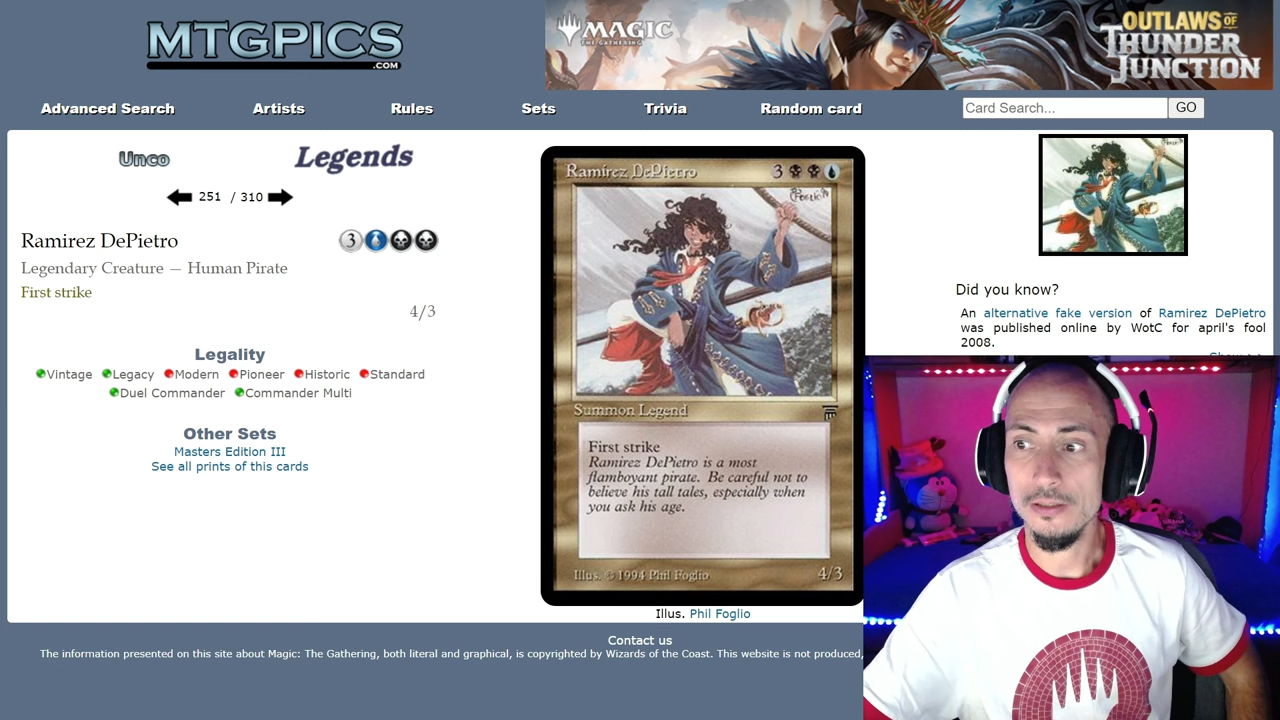 MTGPICS
.COM
MAGIC
THE GATHERING
OUTLAWS OF
THUNDER
JUNCTION
Advanced Search
Artists
Rules
Sets
Trivia
Random card
Card Search...
GO
Unco
Legends
251 / 310
Ramirez DePietro
3
Legendary Creature — Human Pirate
First strike
4/3
Legality
Vintage Legacy Modern Pioneer Historic Standard
Duel Commander Commander Multi
Other Sets
Masters Edition III
See all prints of this cards
Ramirez DePietro 3
Foglio
Summon Legend
First strike
Ramirez DePietro is a most
flamboyant pirate. Be careful not to
believe his tall tales, especially when
you ask his age.
Illus. © 1994 Phil Foglio 4/3
Illus. Phil Foglio
Did you know?
An alternative fake version of Ramirez DePietro
was published online by WotC for april's fool
2008.
Contact us
The information presented on this site about Magic: The Gathering, both literal and graphical, is copyrighted by Wizards of the Coast. This website is not produced,